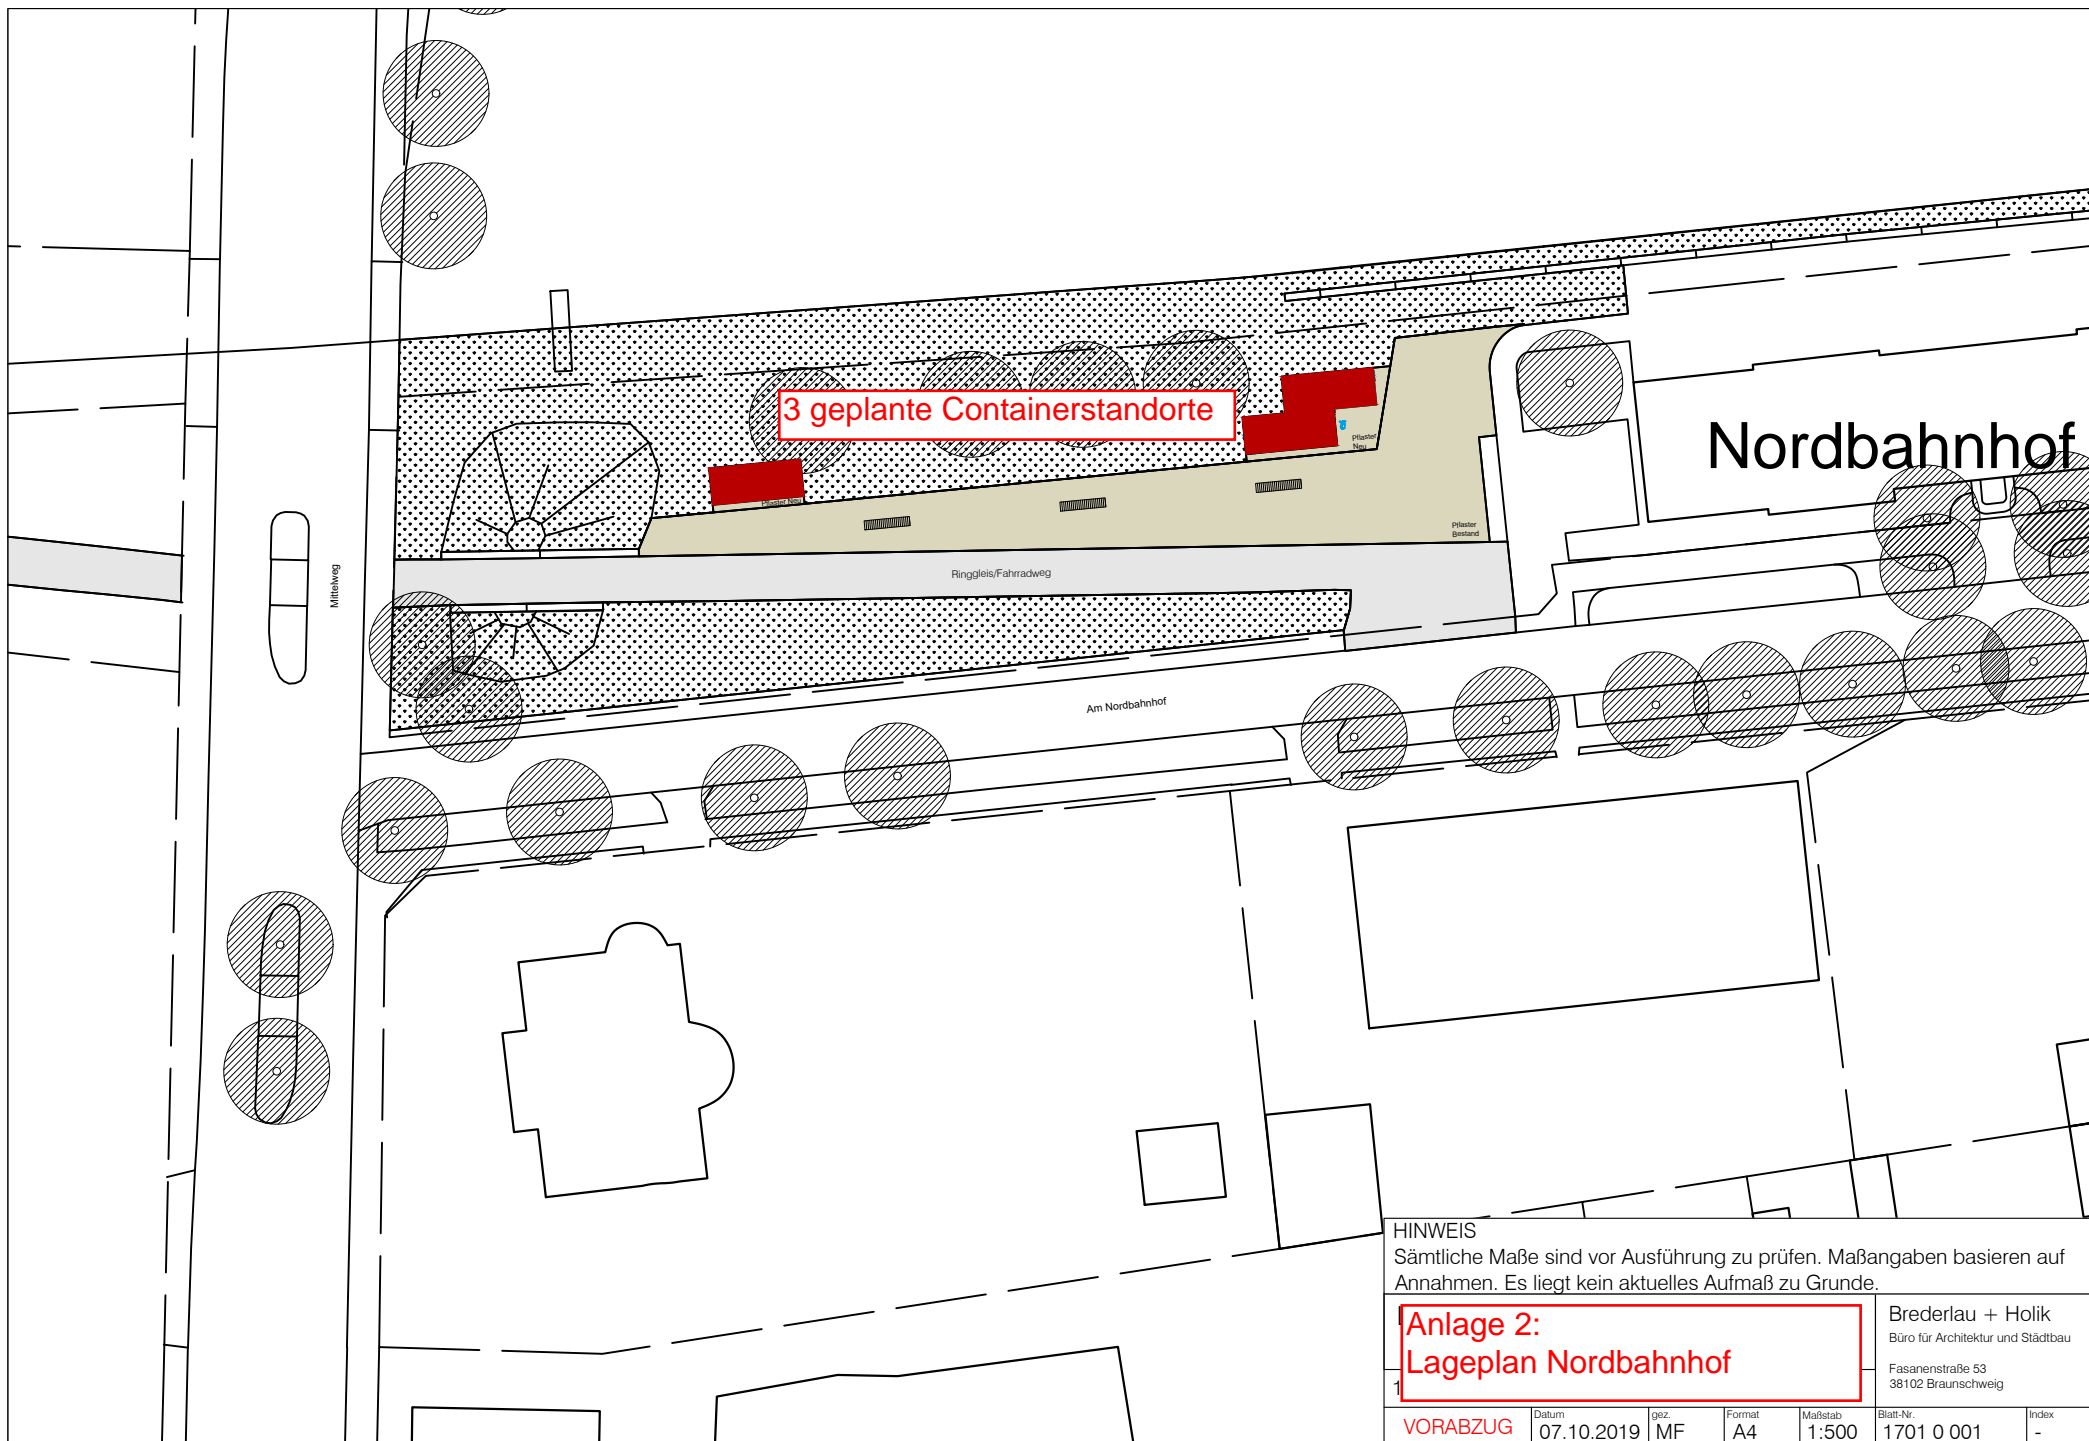 3 geplante Containerstandorte
Nordbahnhof
Pflaster
Neu
Pflaster Neu
Pflaster
Bestand
Ringgleis/Fahrradweg
Mittelweg
Am Nordbahnhof
HINWEIS
Sämtliche Maße sind vor Ausführung zu prüfen. Maßangaben basieren auf
Annahmen. Es liegt kein aktuelles Aufmaß zu Grunde.
Anlage 2:
Lageplan Nordbahnhof
Brederlau + Holik
Büro für Architektur und Städtbau
Fasanenstraße 53
38102 Braunschweig
VORABZUG
Datum
07.10.2019
gez.
MF
Format
A4
Maßstab
1:500
Blatt-Nr.
1701 0 001
Index
-